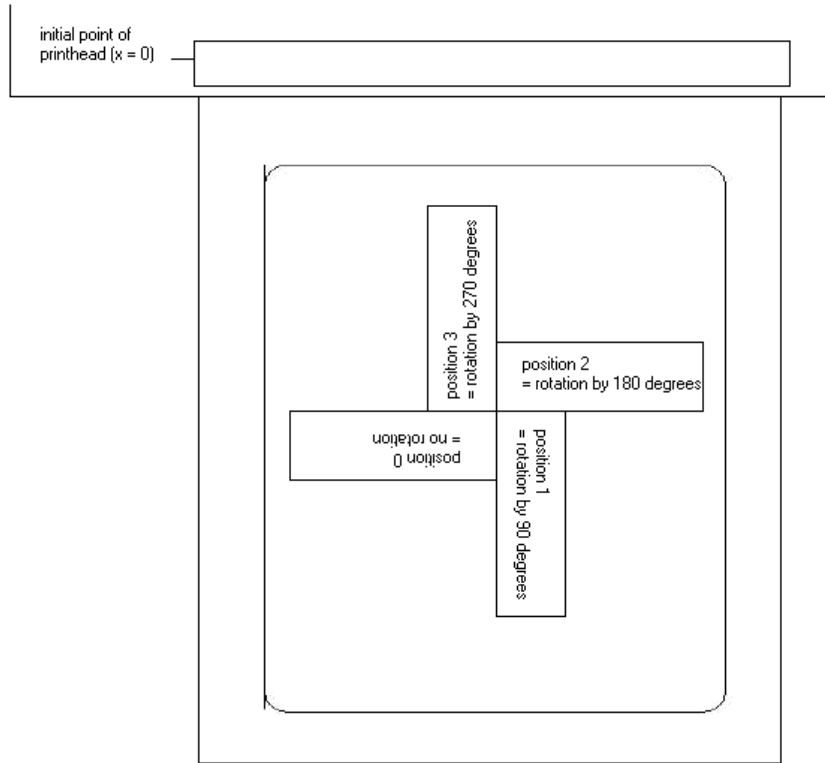 initial point of
printhead (x = 0)
position 3
= rotation by 270 degrees
position 2
= rotation by 180 degrees
position 0
= no rotation
position 1
= rotation by 90 degrees